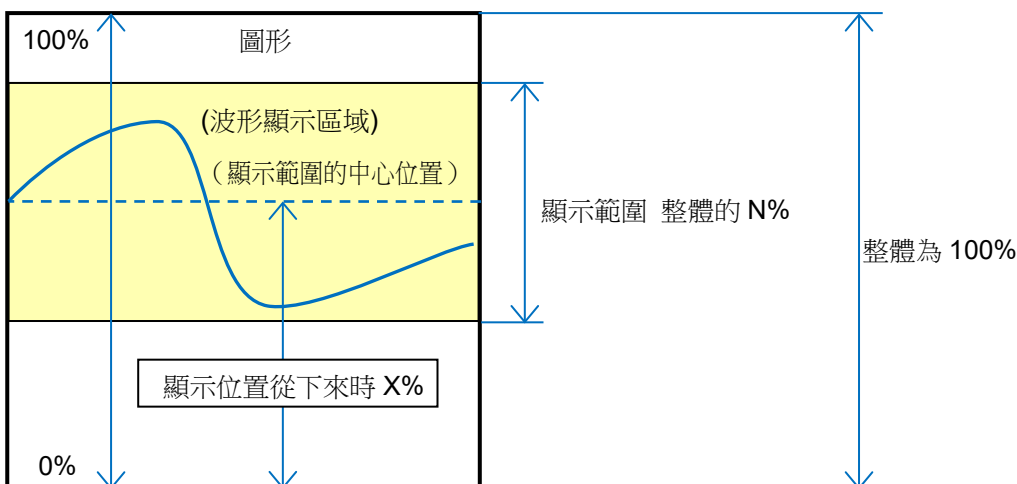 100%
圖形
(波形顯示區域)
（顯示範圍的中心位置）
顯示範圍 整體的 N%
整體為 100%
顯示位置從下來時 X%
0%